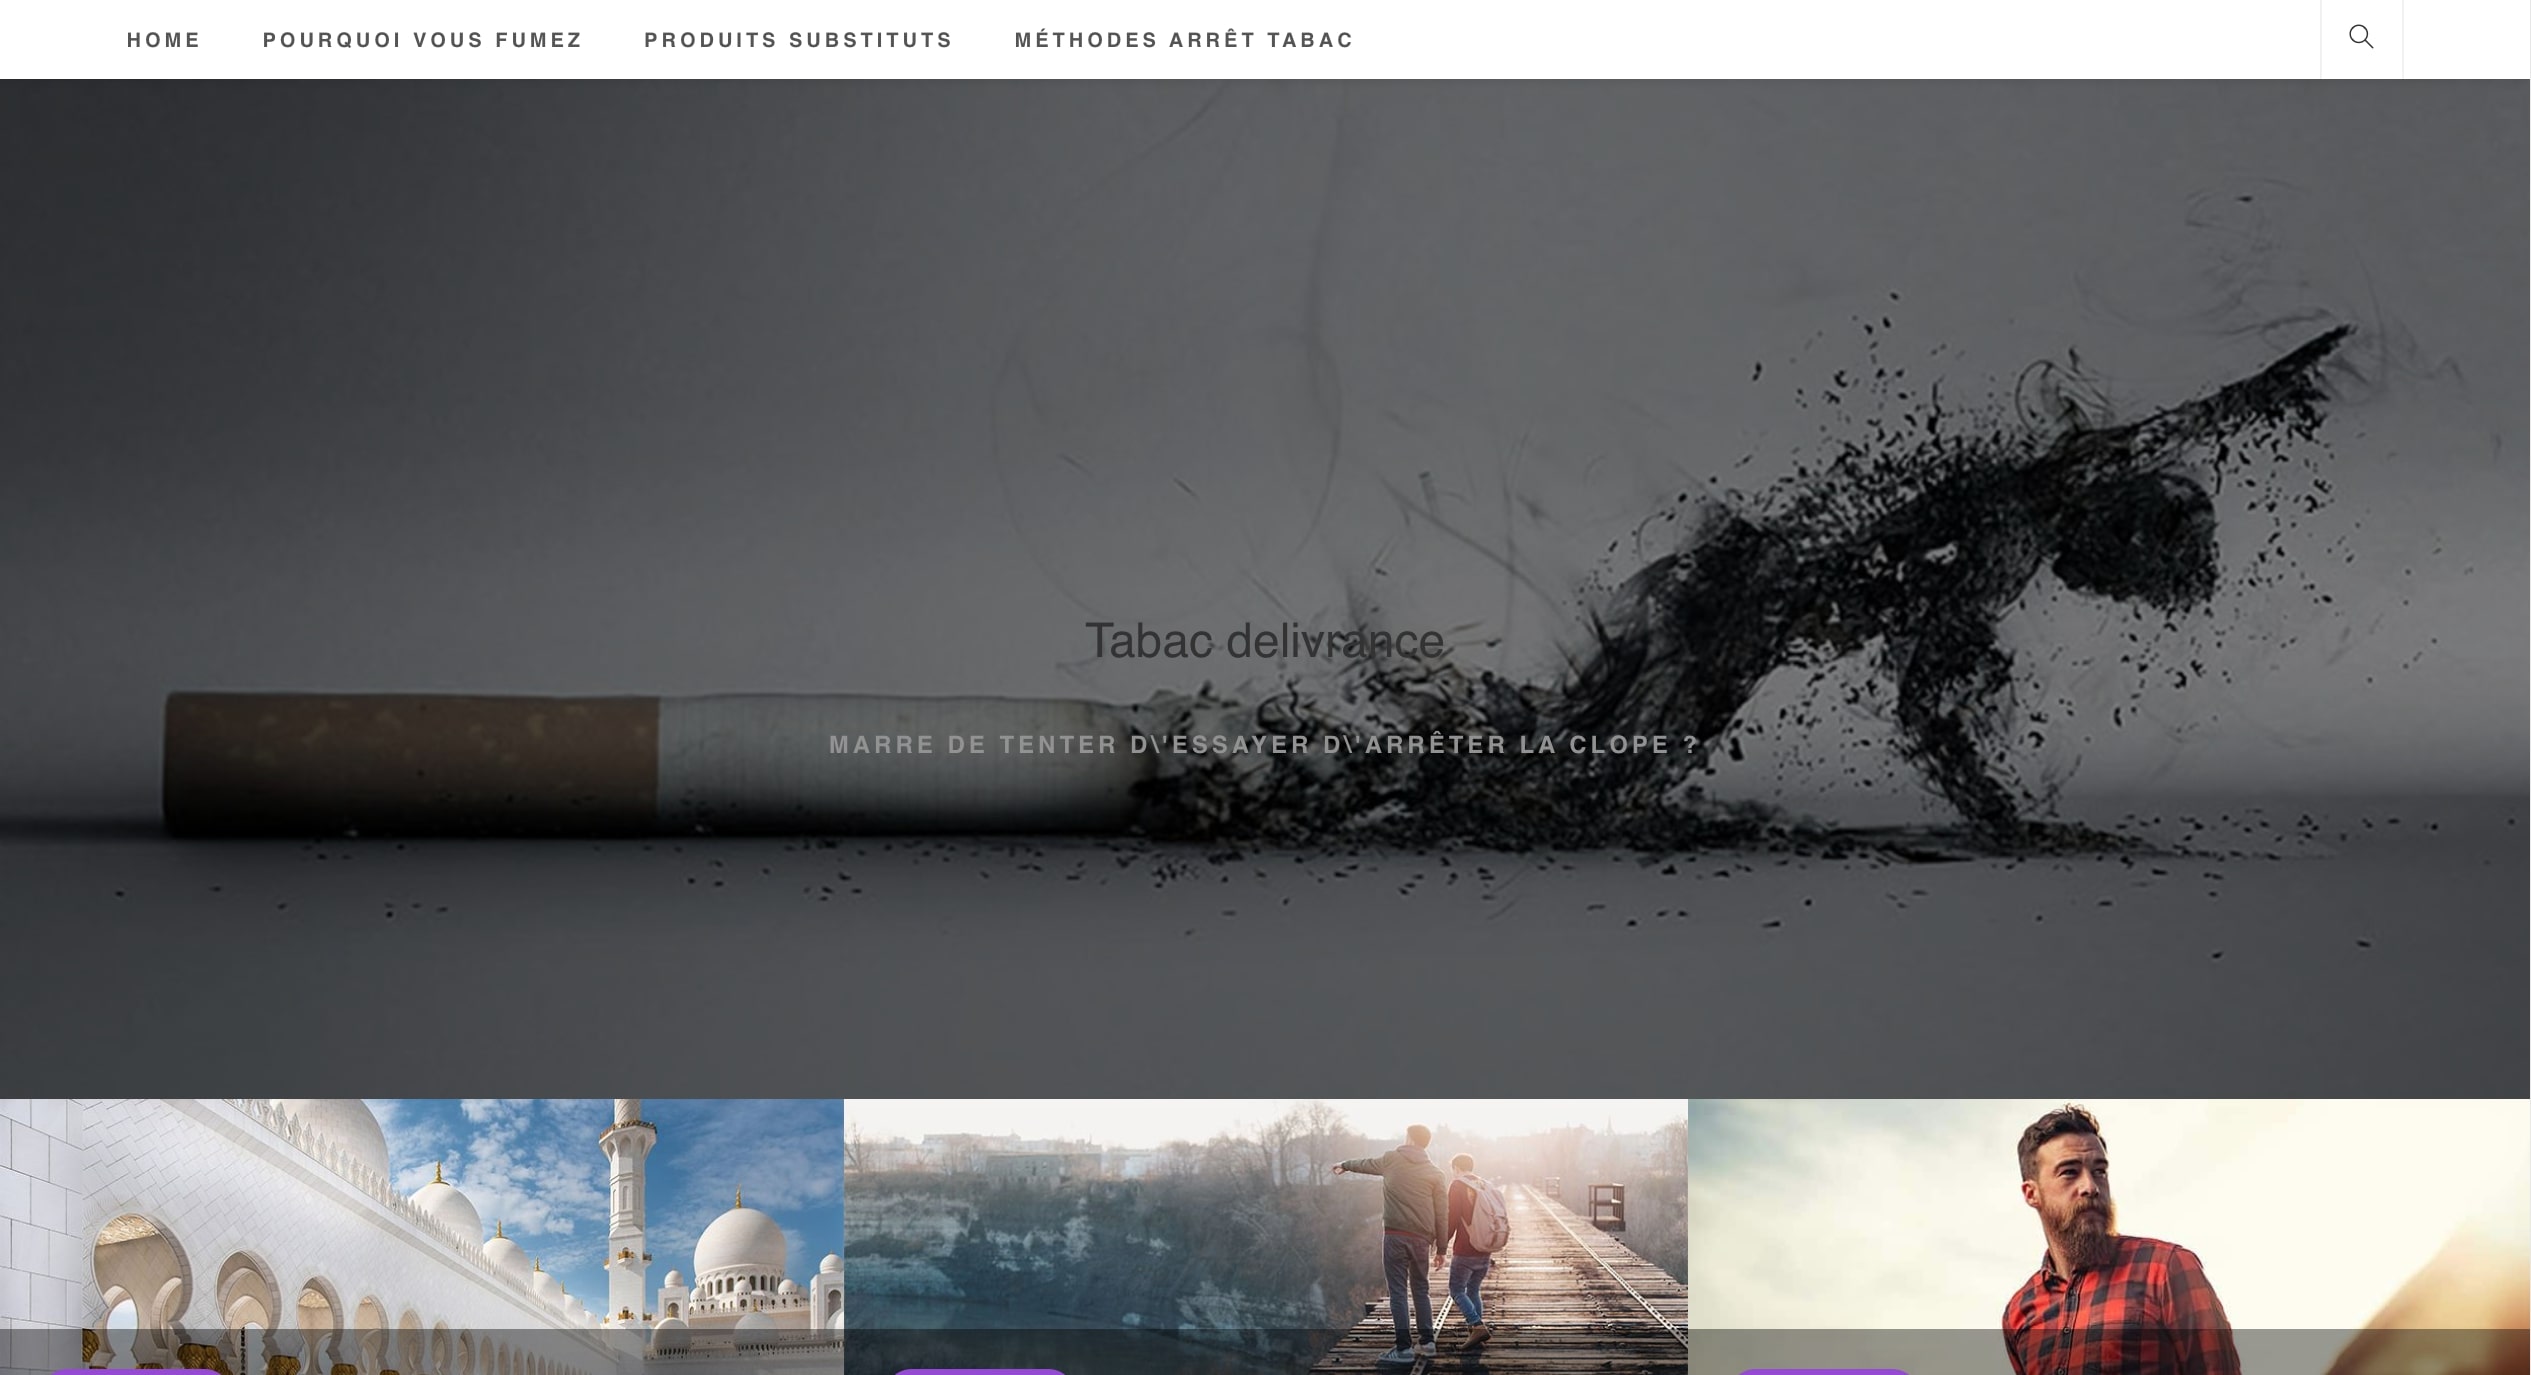 HOME POURQUOI VOUS FUMEZ PRODUITS SUBSTITUTS MÉTHODES ARRÊT TABAC
Tabac delivrance
MARRE DE TENTER D\'ESSAYER D\'ARRÊTER LA CLOPE ?